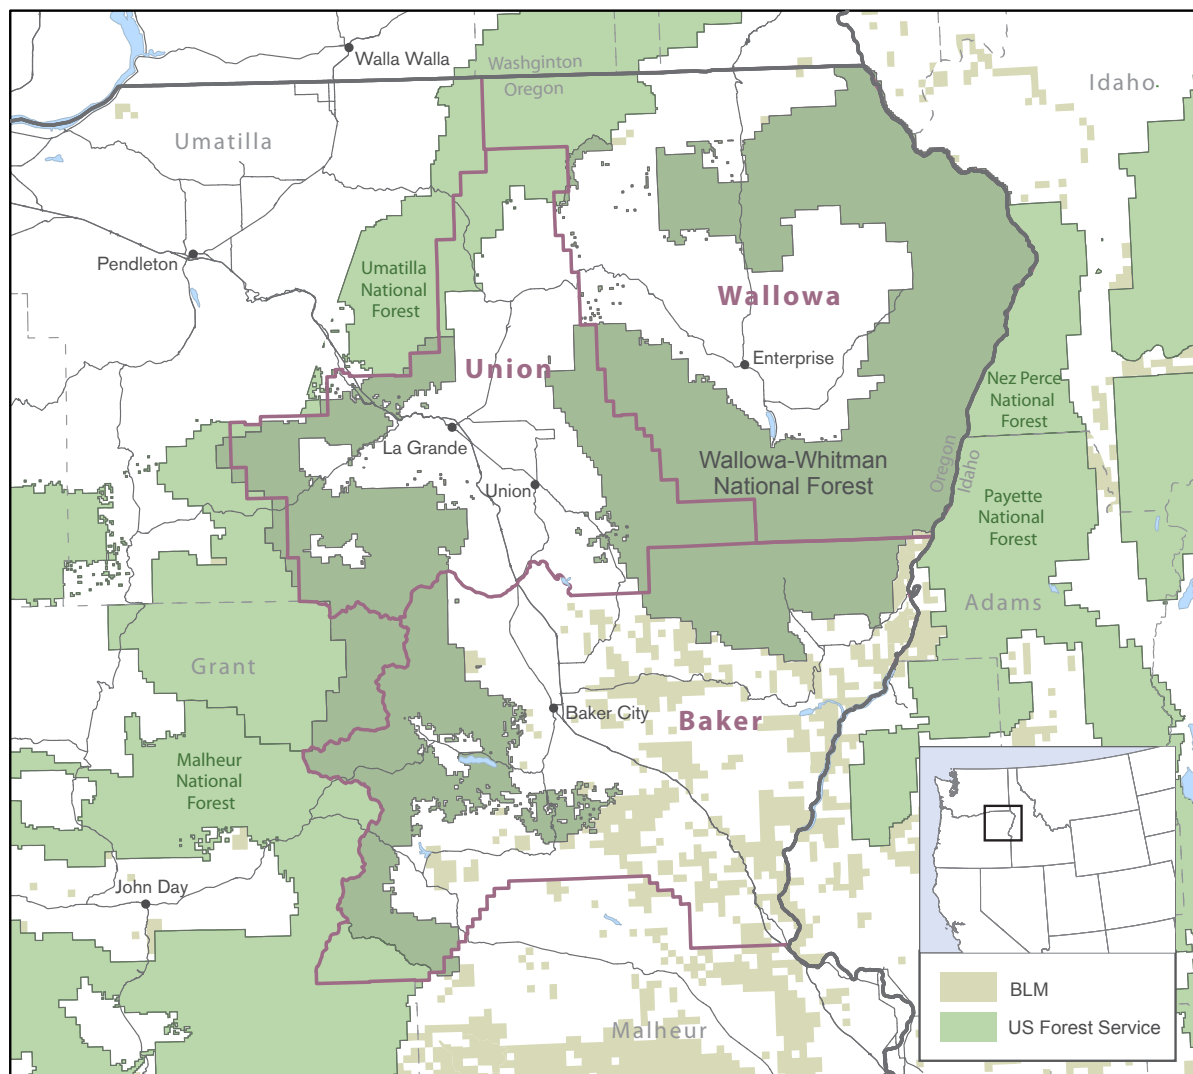 Walla Walla
Washginton
Oregon
Idaho
Umatilla
Pendleton
Umatilla
National
Forest
Wallowa
Union
Enterprise
Nez Perce
National
Forest
La Grande
Wallowa-Whitman
National Forest
Oregon
Idaho
Union
Payette
National
Forest
Adams
Grant
Baker City
Baker
Malheur
National
Forest
John Day
Malheur
BLM
US Forest Service